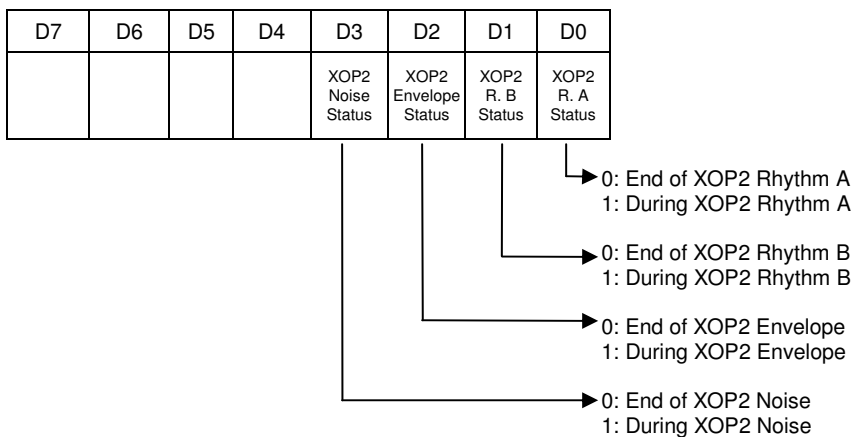 D7 D6 D5 D4 D3 D2 D1 D0
XOP2 Noise Status
XOP2 Envelope Status
XOP2 R. B Status
XOP2 R. A Status
0: End of XOP2 Rhythm A
1: During XOP2 Rhythm A
0: End of XOP2 Rhythm B
1: During XOP2 Rhythm B
0: End of XOP2 Envelope
1: During XOP2 Envelope
0: End of XOP2 Noise
1: During XOP2 Noise